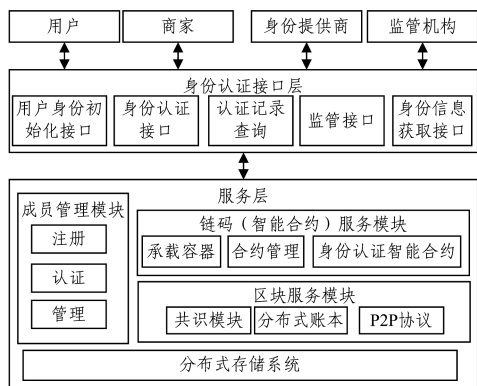 用户
商家
身份提供商
监管机构
身份认证接口层
用户身份初
始化接口
身份认证
接口
认证记录
查询
监管接口
身份信息
获取接口
服务层
成员管理模块
注册
认证
管理
链码（智能合约）服务模块
承载容器
合约管理
身份认证智能合约
区块服务模块
共识模块
分布式账本
P2P协议
分布式存储系统